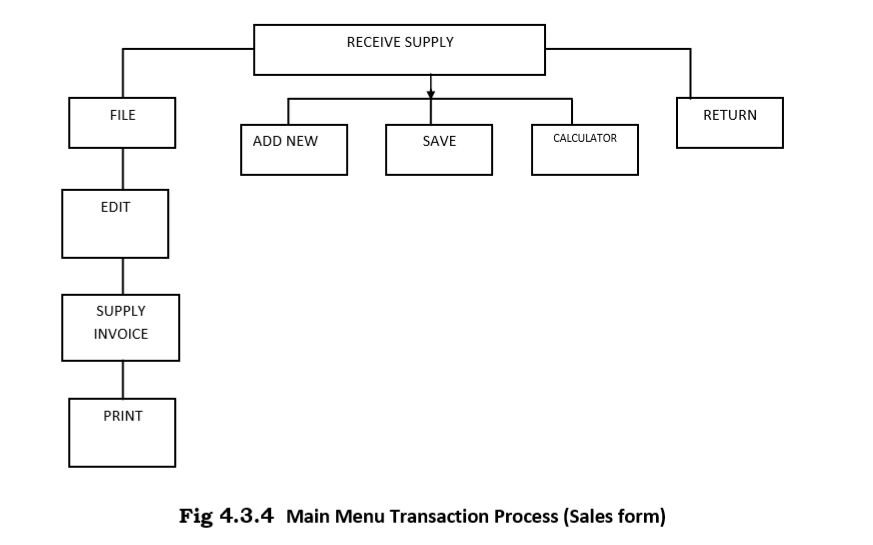 RECEIVE SUPPLY
FILE
RETURN
ADD NEW
SAVE
CALCULATOR
EDIT
SUPPLY
INVOICE
PRINT
Fig 4.3.4 Main Menu Transaction Process (Sales form)